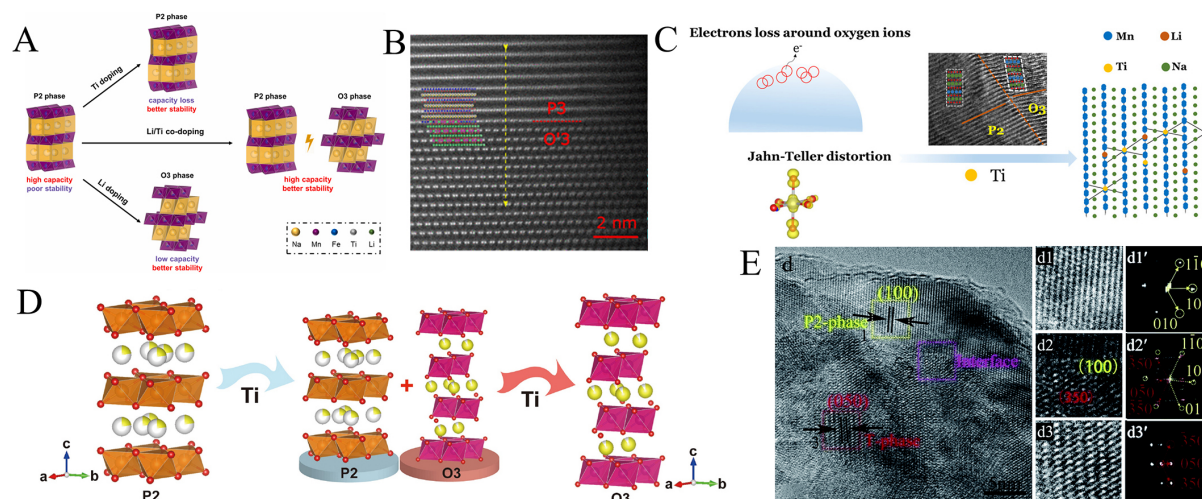 A
P2 phase
Ti doping
capacity loss
better stability
P2 phase
Li/Ti co-doping
P2 phase
O3 phase
high capacity
poor stability
high capacity
better stability
Li doping
O3 phase
low capacity
better stability
Na
Mn
Fe
Ti
Li
B
P3
O'3
2 nm
C
Electrons loss around oxygen ions
e-
Jahn-Teller distortion
Ti
P2
O3
Mn
Li
Ti
Na
D
c
a
b
P2
Ti
P2
+
O3
Ti
O3
c
a
b
E
d
(100)
P2-phase
Interface
(050)
T-phase
d1
d1′
010
d2
(100)
d2′
d3
d3′